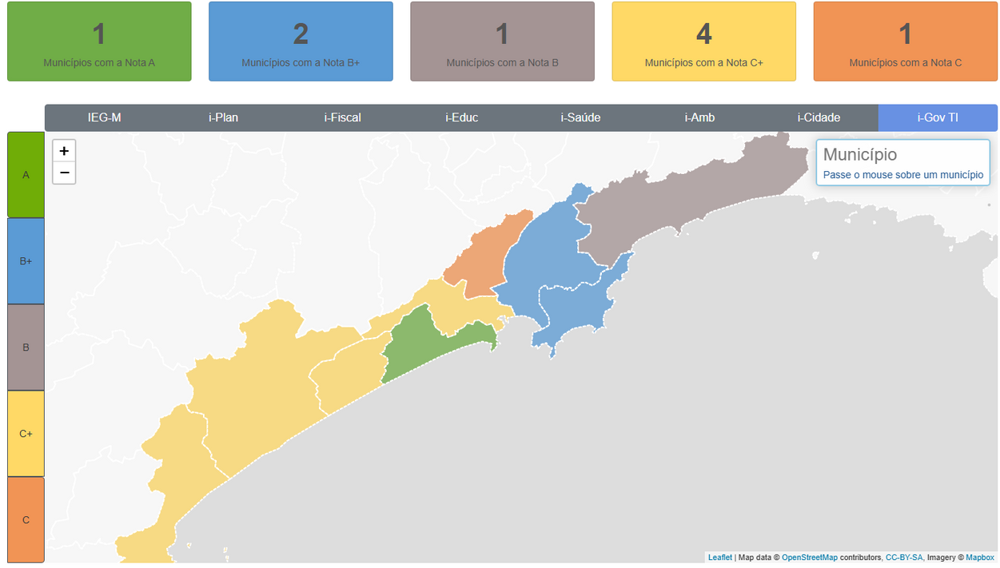 1
Municípios com a Nota A
2
Municípios com a Nota B+
1
Municípios com a Nota B
4
Municípios com a Nota C+
1
Municípios com a Nota C
IEG-M
i-Plan
i-Fiscal
i-Educ
i-Saúde
i-Amb
i-Cidade
i-Gov TI
A
B+
B
C+
C
+
−
Município
Passe o mouse sobre um município
Leaflet | Map data © OpenStreetMap contributors, CC-BY-SA, Imagery © Mapbox